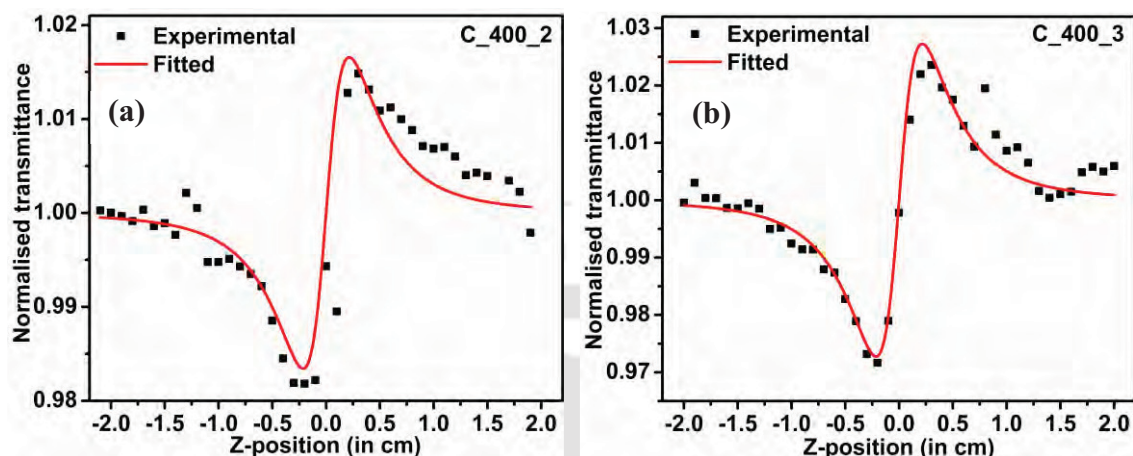 C_400_2
Experimental
Fitted
(a)
Normalised transmittance
1.02
1.01
1.00
0.99
0.98
-2.0 -1.5 -1.0 -0.5 0.0 0.5 1.0 1.5 2.0
Z-position (in cm)
C_400_3
Experimental
Fitted
(b)
Normalised transmittance
1.03
1.02
1.01
1.00
0.99
0.98
0.97
-2.0 -1.5 -1.0 -0.5 0.0 0.5 1.0 1.5 2.0
Z-position (in cm)